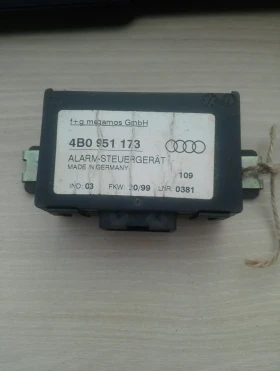 f+g megamos GmbH
4B0 951 173
ALARM-STEUERGERÄT
MADE IN GERMANY
109
IND: 03 FKW: 20/99 LNR: 0381